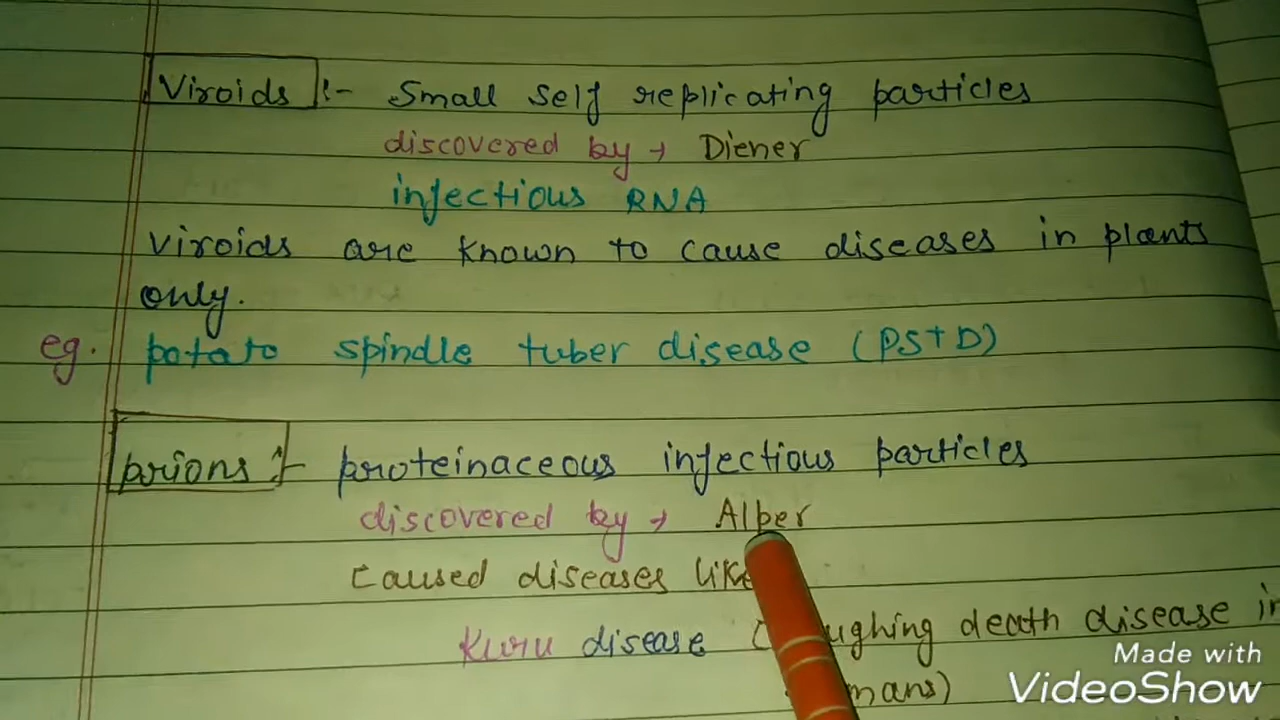 Viroids :- Small self replicating particles
discovered by → Diener
infectious RNA
viroids are known to cause diseases in plants
only.
eg. potato spindle tuber disease (PSTD)
prions :- proteinaceous infectious particles
discovered by → Alper
Caused diseases like
Kuru disease ughing death disease in
mans)
Made with
VideoShow